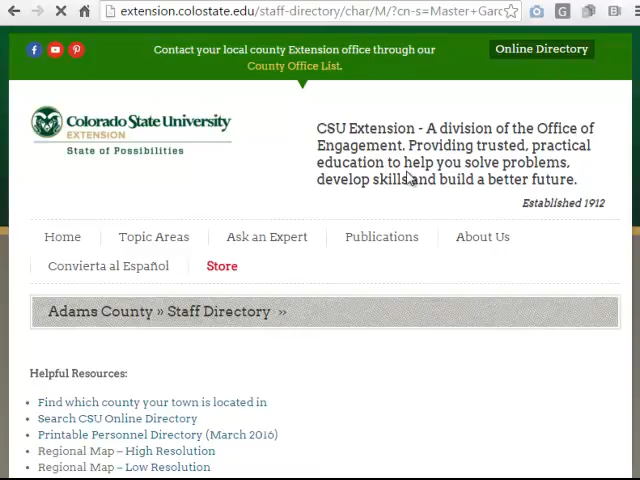 extension.colostate.edu/staff-directory/char/M/?cn-s=Master+Gard
Contact your local county Extension office through our
County Office List.
Online Directory
Colorado State University
EXTENSION
State of Possibilities
CSU Extension - A division of the Office of
Engagement. Providing trusted, practical
education to help you solve problems,
develop skills and build a better future.
Established 1912
Home
Topic Areas
Ask an Expert
Publications
About Us
Convierta al Español
Store
Adams County » Staff Directory »
Helpful Resources:
Find which county your town is located in
Search CSU Online Directory
Printable Personnel Directory (March 2016)
Regional Map – High Resolution
Regional Map – Low Resolution